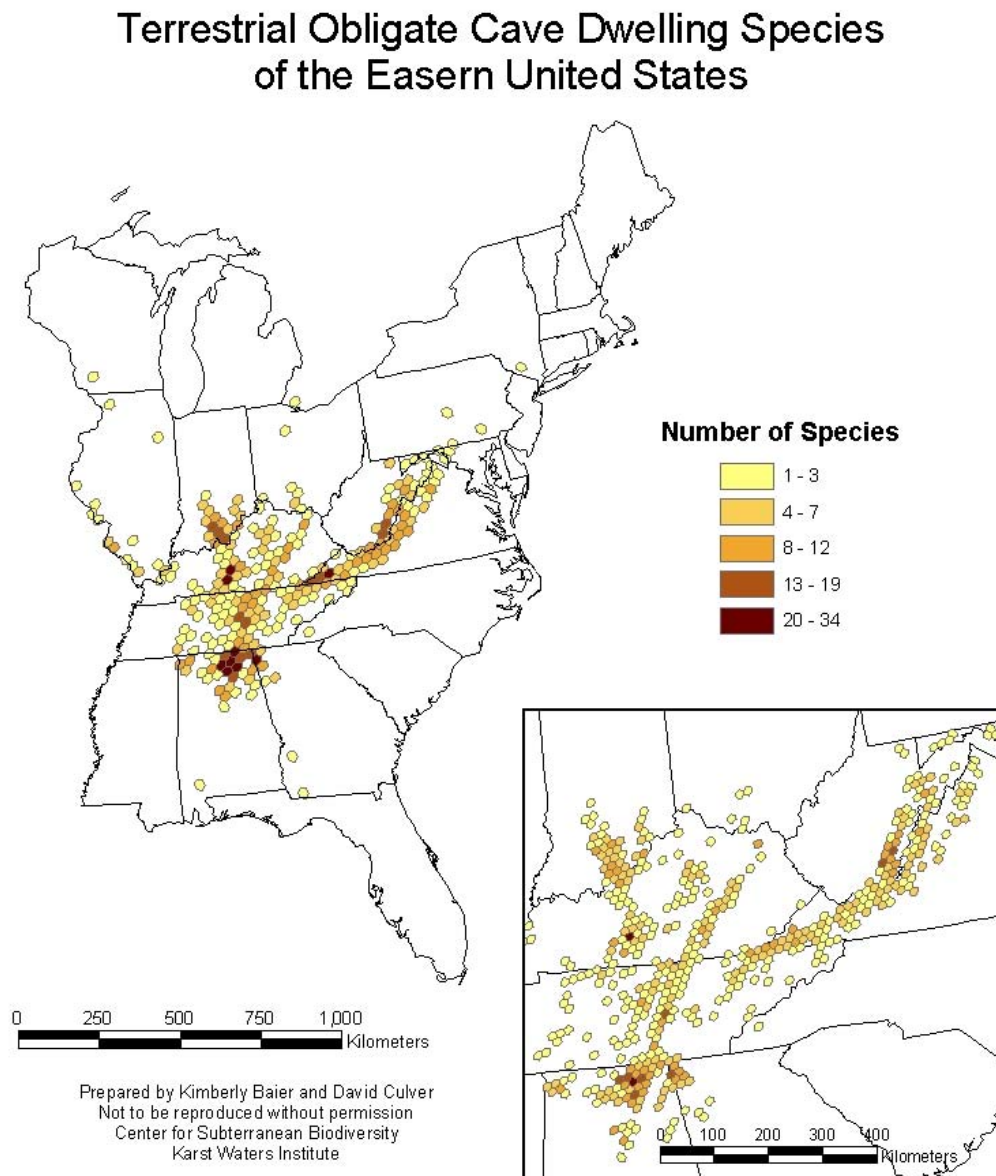 Terrestrial Obligate Cave Dwelling Species
of the Easern United States
Number of Species
1 - 3
4 - 7
8 - 12
13 - 19
20 - 34
0 250 500 750 1,000
Kilometers
Prepared by Kimberly Baier and David Culver
Not to be reproduced without permission
Center for Subterranean Biodiversity
Karst Waters Institute
0 100 200 300 400
Kilometers